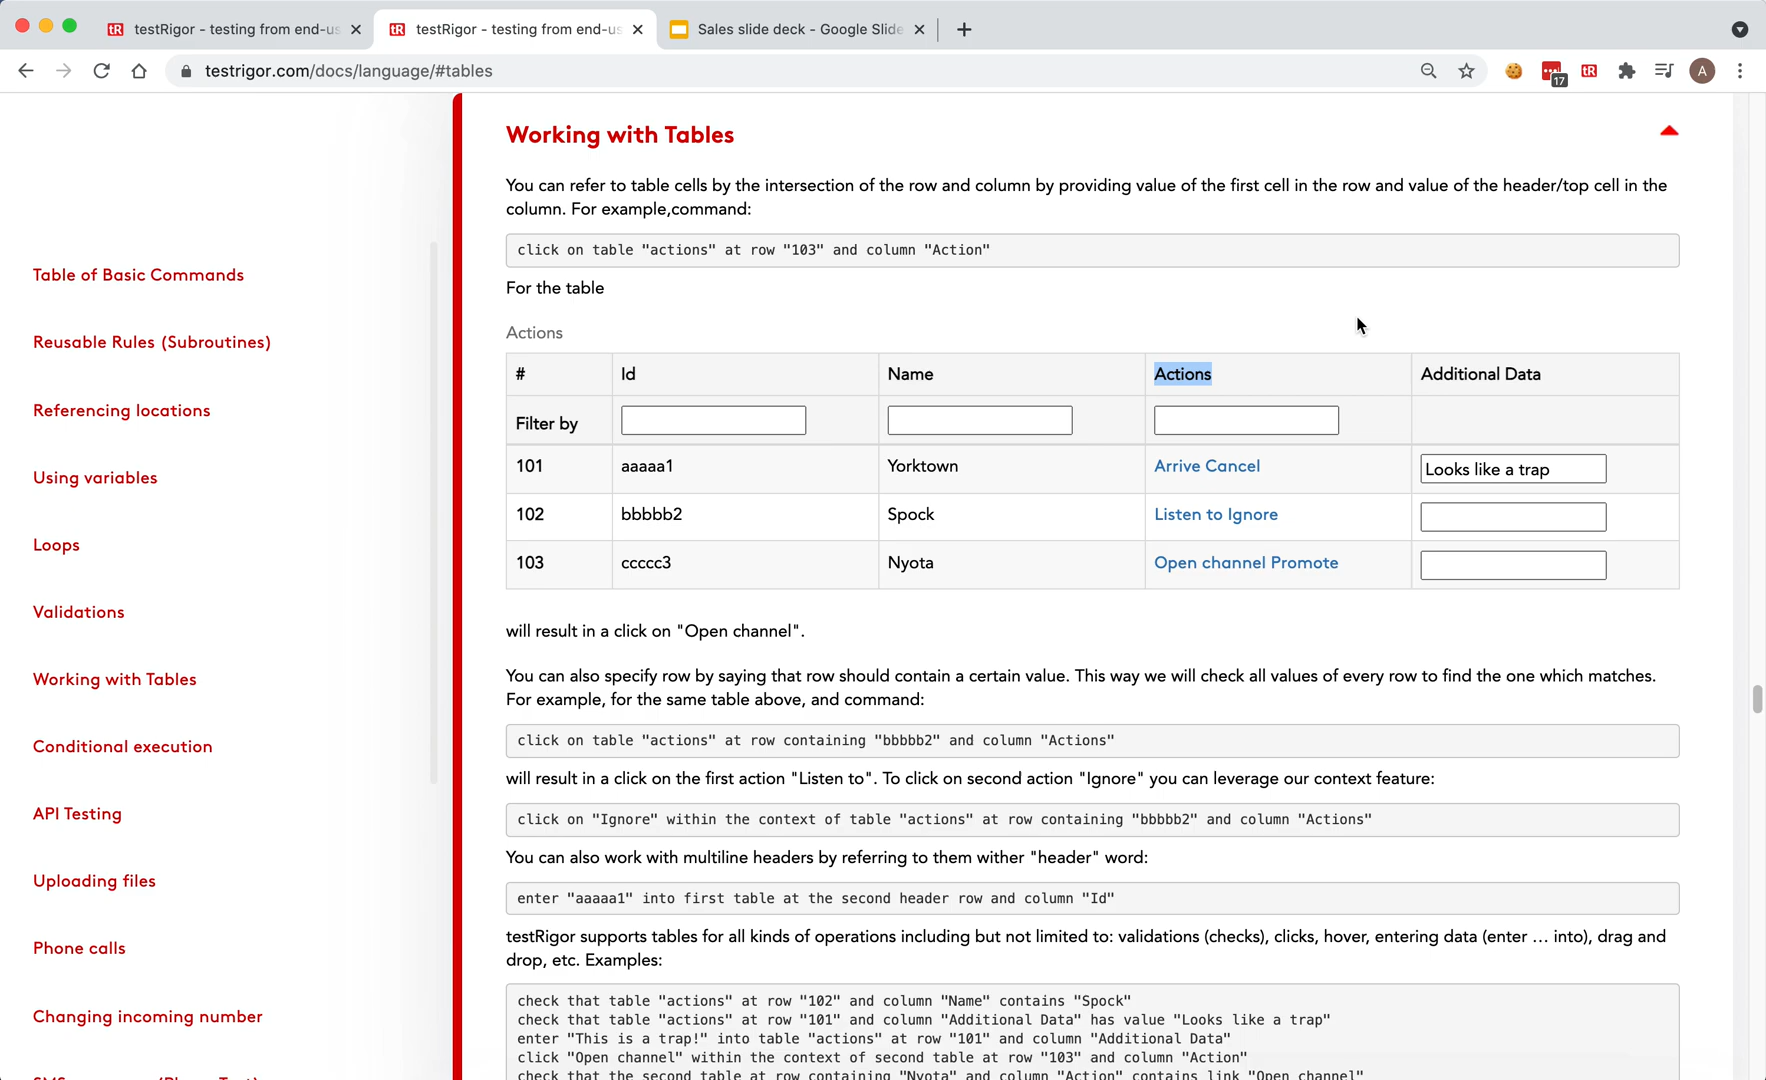 testRigor - testing from end-us
testRigor - testing from end-us
Sales slide deck - Google Slide
testrigor.com/docs/language/#tables
17
tR
A
Table of Basic Commands
Reusable Rules (Subroutines)
Referencing locations
Using variables
Loops
Validations
Working with Tables
Conditional execution
API Testing
Uploading files
Phone calls
Changing incoming number
Working with Tables
You can refer to table cells by the intersection of the row and column by providing value of the first cell in the row and value of the header/top cell in the
column. For example,command:
click on table "actions" at row "103" and column "Action"
For the table
Actions
# Id Name Actions Additional Data
Filter by
101 aaaaa1 Yorktown Arrive Cancel Looks like a trap
102 bbbbb2 Spock Listen to Ignore
103 ccccc3 Nyota Open channel Promote
will result in a click on "Open channel".
You can also specify row by saying that row should contain a certain value. This way we will check all values of every row to find the one which matches.
For example, for the same table above, and command:
click on table "actions" at row containing "bbbbb2" and column "Actions"
will result in a click on the first action "Listen to". To click on second action "Ignore" you can leverage our context feature:
click on "Ignore" within the context of table "actions" at row containing "bbbbb2" and column "Actions"
You can also work with multiline headers by referring to them wither "header" word:
enter "aaaaa1" into first table at the second header row and column "Id"
testRigor supports tables for all kinds of operations including but not limited to: validations (checks), clicks, hover, entering data (enter ... into), drag and
drop, etc. Examples:
check that table "actions" at row "102" and column "Name" contains "Spock"
check that table "actions" at row "101" and column "Additional Data" has value "Looks like a trap"
enter "This is a trap!" into table "actions" at row "101" and column "Additional Data"
click "Open channel" within the context of second table at row "103" and column "Action"
check that the second table at row containing "Nyota" and column "Action" contains link "Open channel"